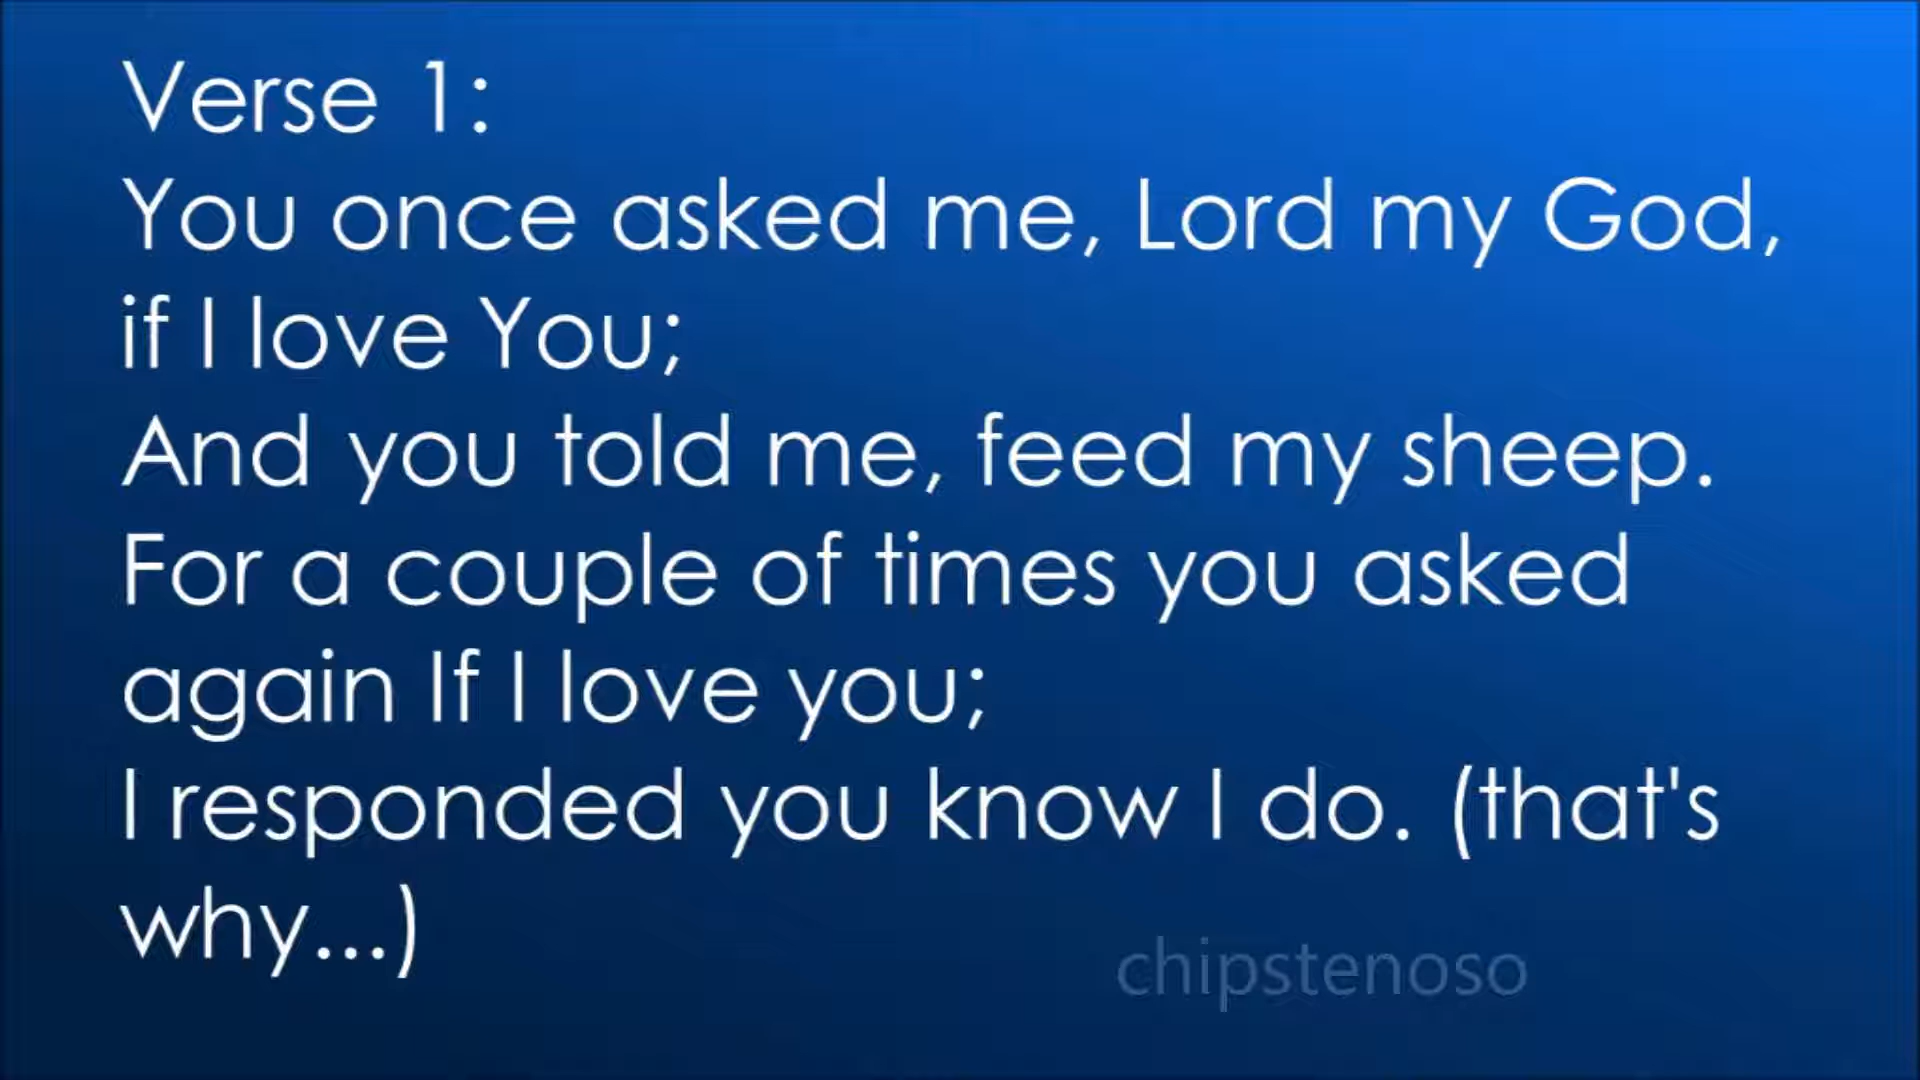 Verse 1:
You once asked me, Lord my God,
if I love You;
And you told me, feed my sheep.
For a couple of times you asked
again If I love you;
I responded you know I do. (that's
why...)
chipstenoso